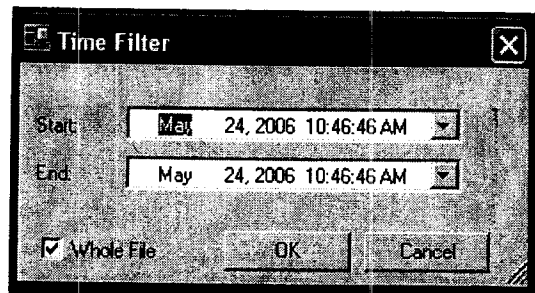 Time Filter
Start: May 24, 2006 10:46:46 AM
End: May 24, 2006 10:46:46 AM
Whole File OK Cancel